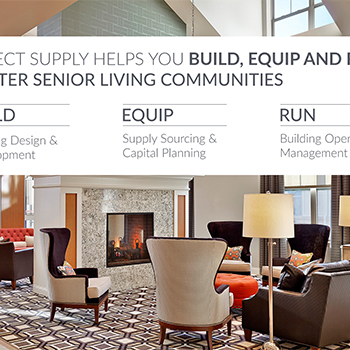 ECT SUPPLY HELPS YOU BUILD, EQUIP AND
TER SENIOR LIVING COMMUNITIES
LD
EQUIP
RUN
g Design &
opment
Supply Sourcing &
Capital Planning
Building Oper
Management